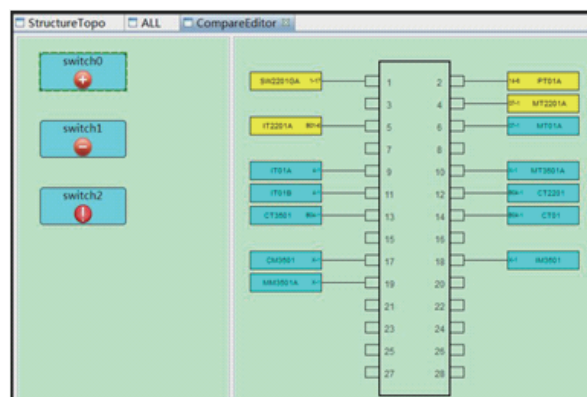 StructureTopo ALL CompareEditor
switch0
switch1
switch2
1 2 PT01A
3 4 MT2201A
IT2201A 5 6 MT01A
7 8
IT01A 9 10 MT3501A
IT01B 11 12 CT2201
CT3501 13 14 CT01
15 16
CM3501 17 18 IM3501
MM3501A 19 20
21 22
23 24
25 26
27 28